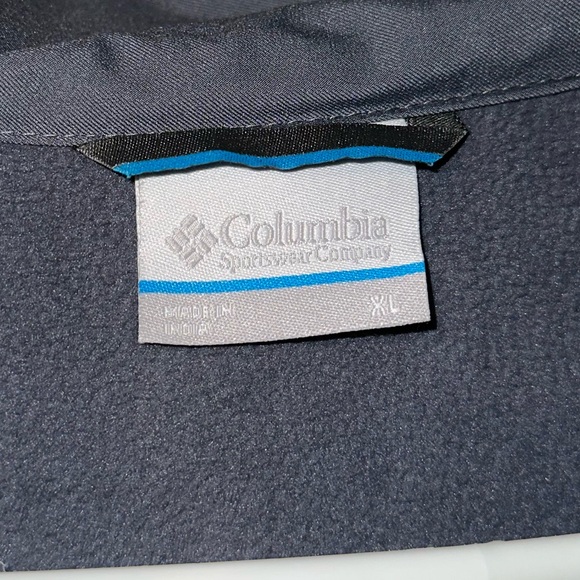 Columbia
Sportswear Company
XL
MADE IN
INDIA